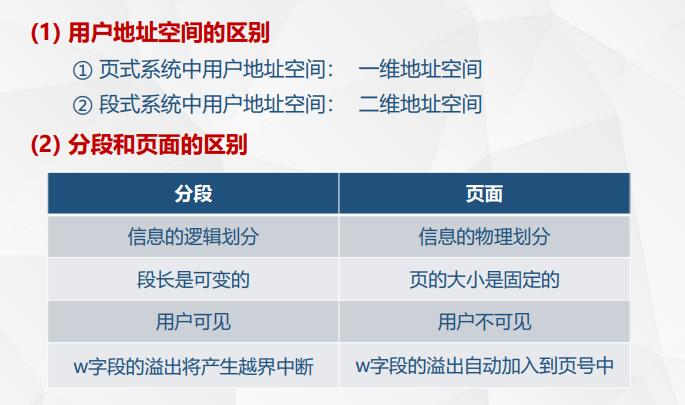 (1) 用户地址空间的区别
① 页式系统中用户地址空间： 一维地址空间
② 段式系统中用户地址空间： 二维地址空间
(2) 分段和页面的区别
分段 页面
信息的逻辑划分 信息的物理划分
段长是可变的 页的大小是固定的
用户可见 用户不可见
w字段的溢出将产生越界中断 w字段的溢出自动加入到页号中